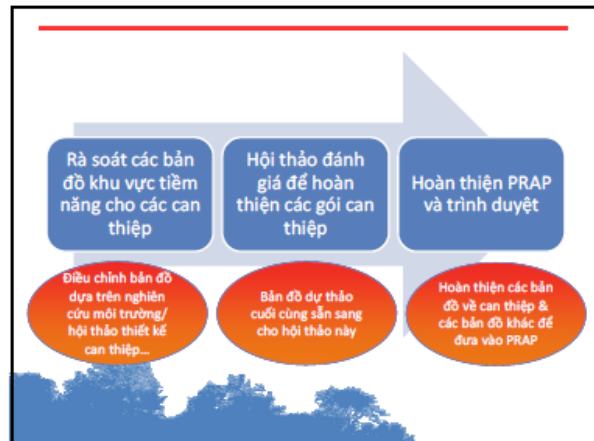 Rà soát các bản
đồ khu vực tiềm
năng cho các can
thiệp
Hội thảo đánh
giá để hoàn
thiện các gói can
thiệp
Hoàn thiện PRAP
và trình duyệt
Điều chỉnh bản đồ
dựa trên nghiên
cứu môi trường/
hội thảo thiết kế
can thiệp...
Bản đồ dự thảo
cuối cùng sẵn sang
cho hội thảo này
Hoàn thiện các bản
đồ về can thiệp &
các bản đồ khác để
đưa vào PRAP